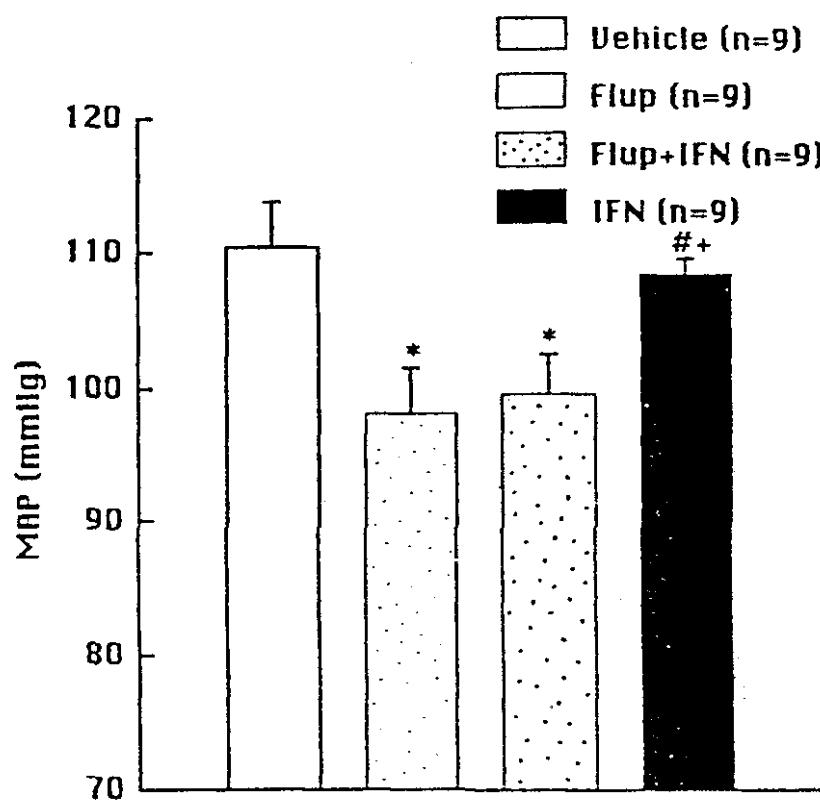 Vehicle (n=9)
Flup (n=9)
Flup+IFN (n=9)
IFN (n=9)
120
110
100
90
80
70
MAP (mmHg)
*
*
#+